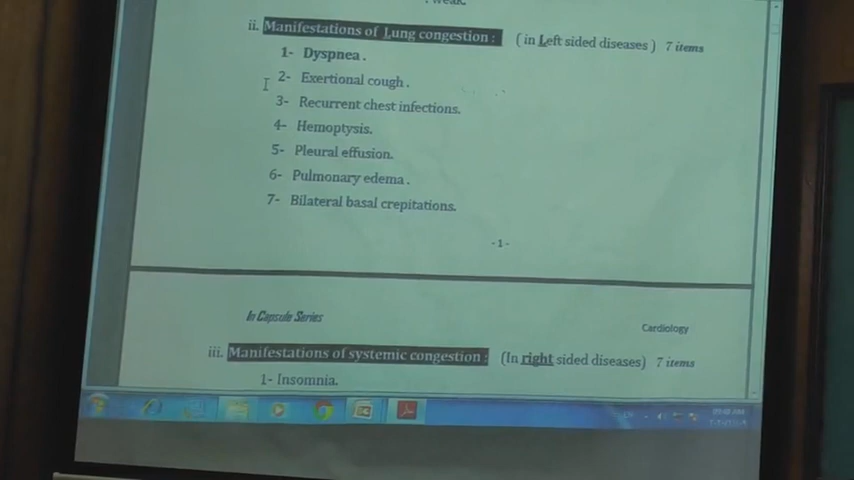 : weak.
ii. Manifestations of Lung congestion : ( in Left sided diseases ) 7 items
1- Dyspnea .
2- Exertional cough .
3- Recurrent chest infections.
4- Hemoptysis.
5- Pleural effusion.
6- Pulmonary edema .
7- Bilateral basal crepitations.
-1-
In Capsule Series Cardiology
iii. Manifestations of systemic congestion : (In right sided diseases) 7 items
1- Insomnia.